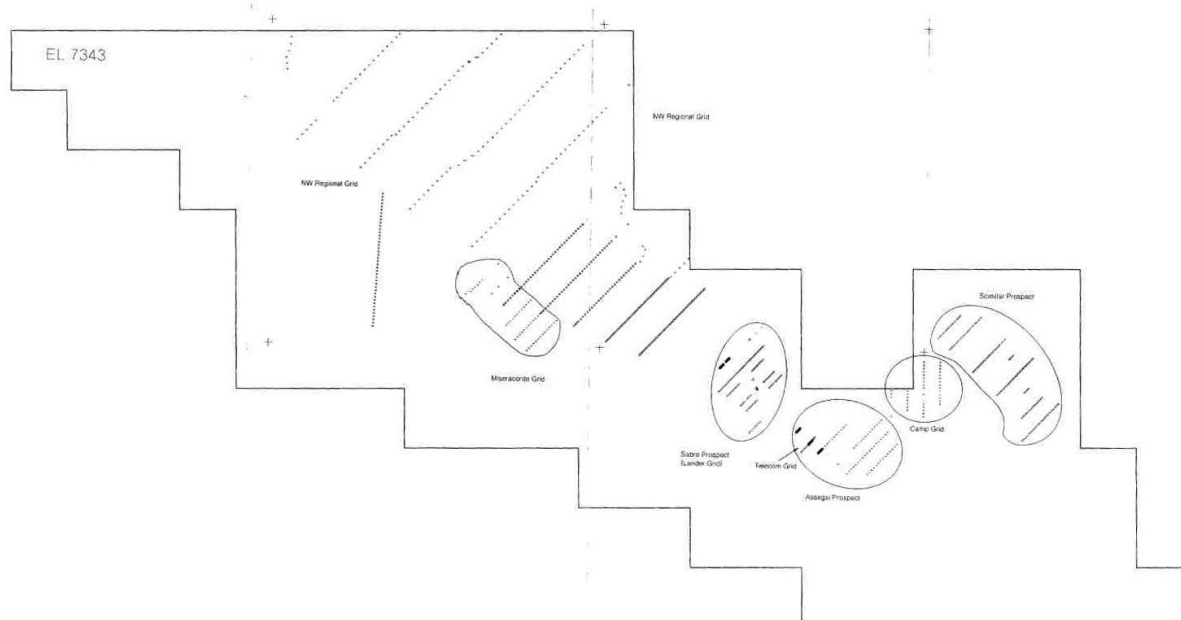 EL 7343
NW Regional Grid
NW Regional Grid
Scimitar Prospect
Miseracorde Grid
Camp Grid
Sabre Prospect
(Lander Grid)
Telecom Grid
Assegai Prospect